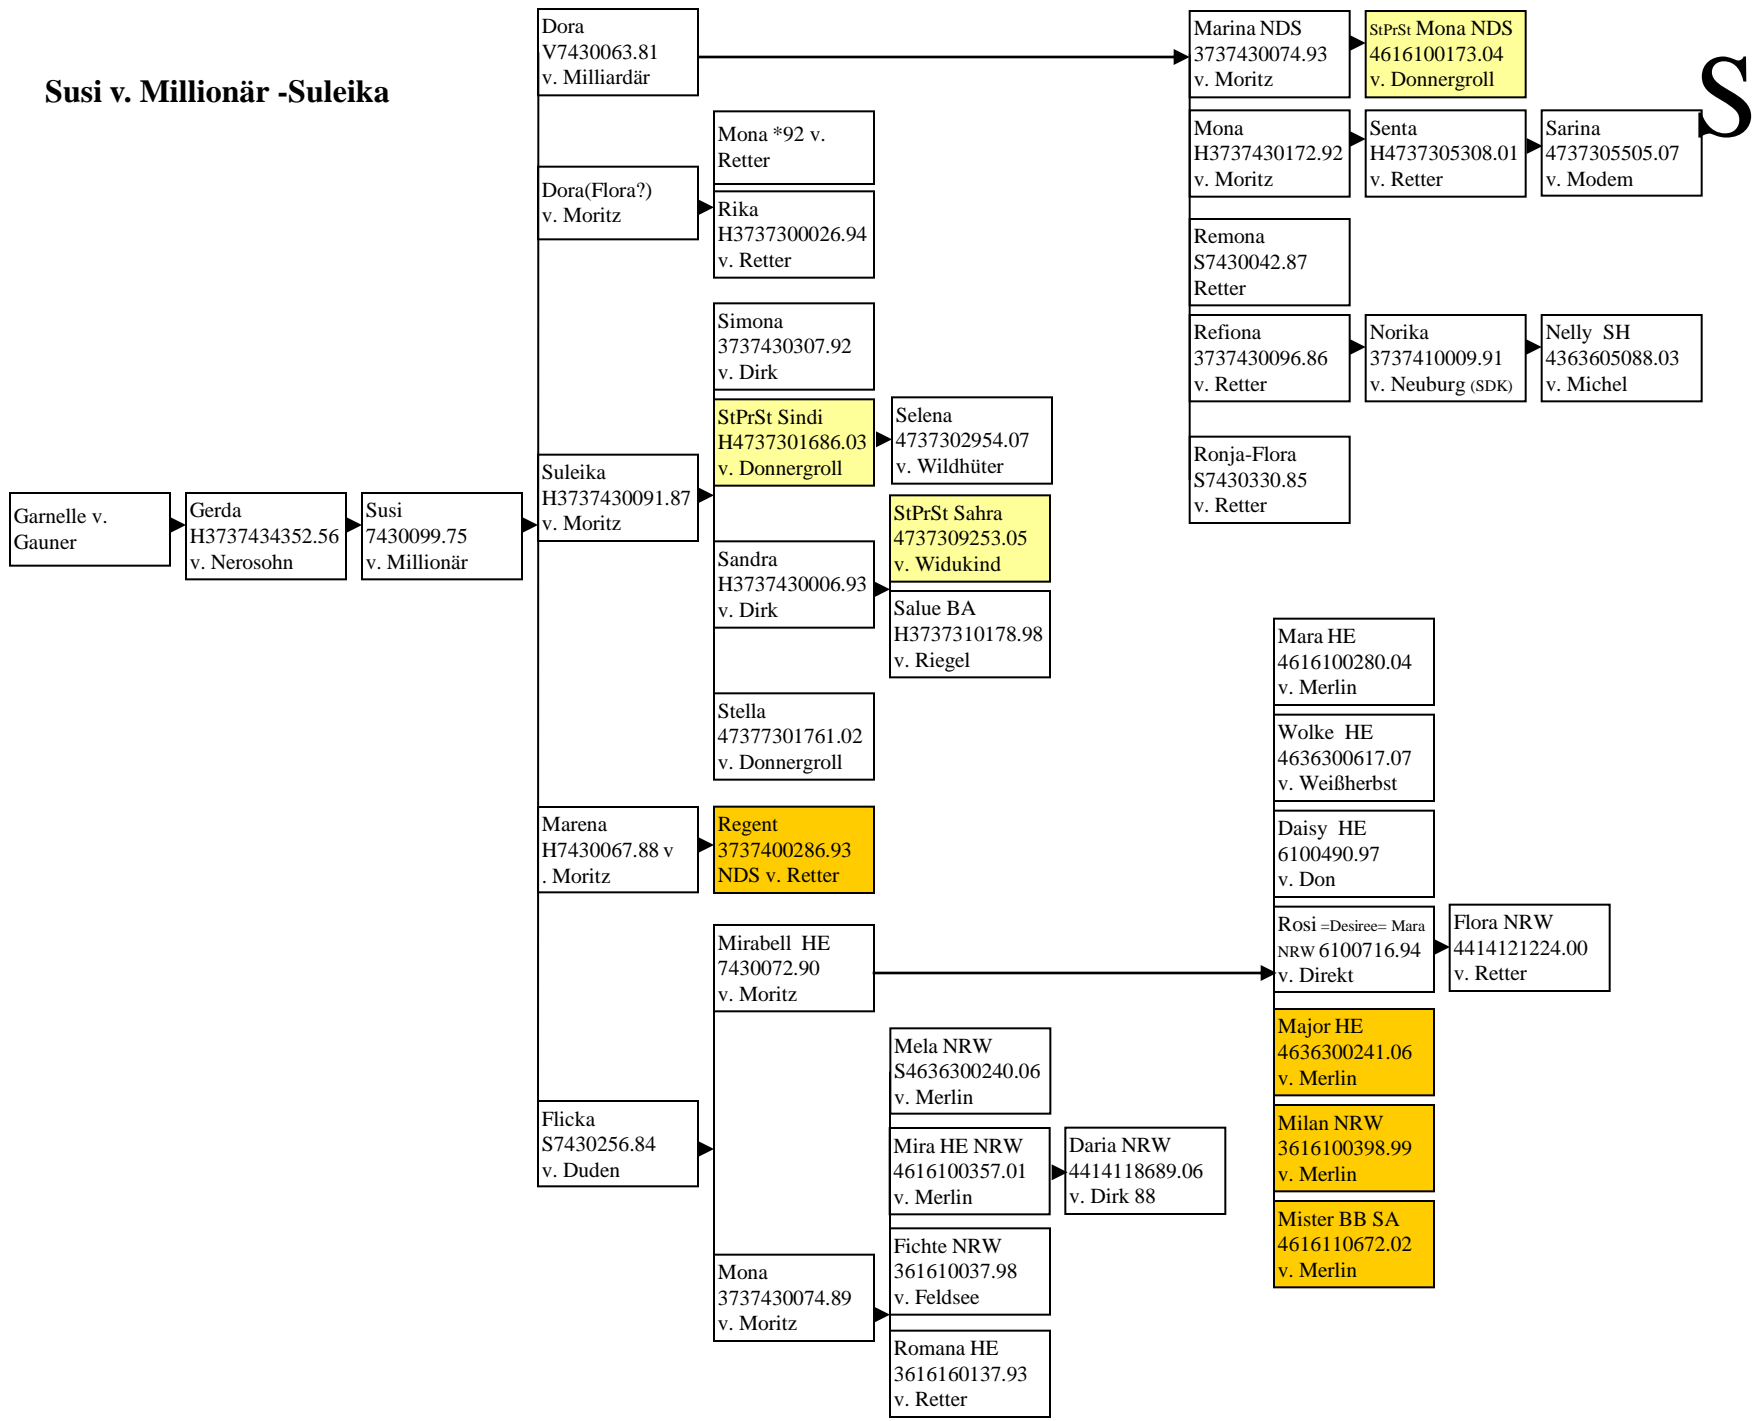 Susi v. Millionär -Suleika
S
Garnelle v.
Gauner
Gerda
H3737434352.56
v. Nerosohn
Susi
7430099.75
v. Millionär
Dora
V7430063.81
v. Milliardär
Dora(Flora?)
v. Moritz
Suleika
H3737430091.87
v. Moritz
Marena
H7430067.88 v
. Moritz
Flicka
S7430256.84
v. Duden
Mona *92 v.
Retter
Rika
H3737300026.94
v. Retter
Simona
3737430307.92
v. Dirk
StPrSt Sindi
H4737301686.03
v. Donnergroll
Sandra
H3737430006.93
v. Dirk
Stella
47377301761.02
v. Donnergroll
Regent
3737400286.93
NDS v. Retter
Mirabell  HE
7430072.90
v. Moritz
Mona
3737430074.89
v. Moritz
Selena
4737302954.07
v. Wildhüter
StPrSt Sahra
4737309253.05
v. Widukind
Salue BA
H3737310178.98
v. Riegel
Mela NRW
S4636300240.06
v. Merlin
Mira HE NRW
4616100357.01
v. Merlin
Fichte NRW
361610037.98
v. Feldsee
Romana HE
3616160137.93
v. Retter
Daria NRW
4414118689.06
v. Dirk 88
Marina NDS
3737430074.93
v. Moritz
Mona
H3737430172.92
v. Moritz
Remona
S7430042.87
Retter
Refiona
3737430096.86
v. Retter
Ronja-Flora
S7430330.85
v. Retter
StPrSt Mona NDS
4616100173.04
v. Donnergroll
Senta
H4737305308.01
v. Retter
Norika
3737410009.91
v. Neuburg (SDK)
Sarina
4737305505.07
v. Modem
Nelly  SH
4363605088.03
v. Michel
Mara HE
4616100280.04
v. Merlin
Wolke  HE
4636300617.07
v. Weißherbst
Daisy  HE
6100490.97
v. Don
Rosi =Desiree= Mara
NRW 6100716.94
v. Direkt
Major HE
4636300241.06
v. Merlin
Milan NRW
3616100398.99
v. Merlin
Mister BB SA
4616110672.02
v. Merlin
Flora NRW
4414121224.00
v. Retter